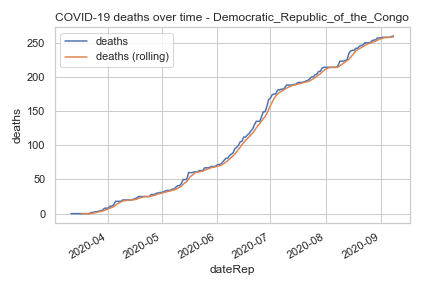 COVID-19 deaths over time - Democratic_Republic_of_the_Congo
deaths
deaths (rolling)
250
200
150
100
50
0
deaths
2020-04
2020-05
2020-06
2020-07
2020-08
2020-09
dateRep